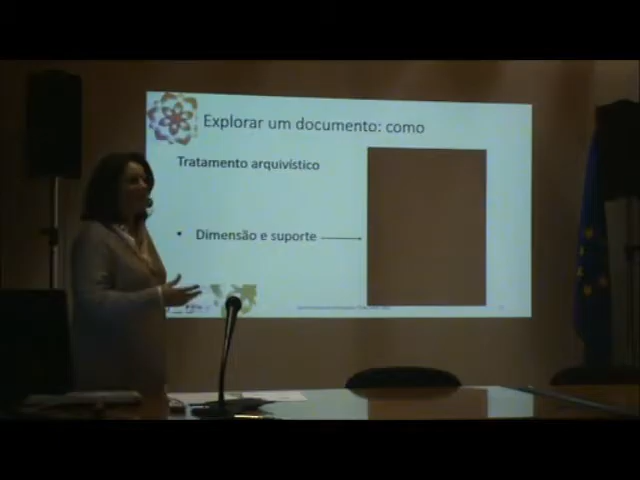 Explorar um documento: como
Tratamento arquivístico
• Dimensão e suporte